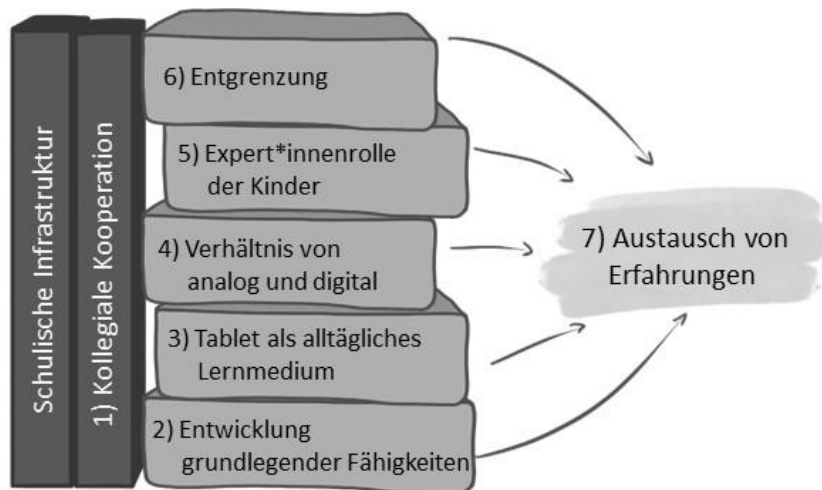 Schulische Infrastruktur
1) Kollegiale Kooperation
6) Entgrenzung
5) Expert*innenrolle
der Kinder
4) Verhältnis von
analog und digital
3) Tablet als alltägliches
Lernmedium
2) Entwicklung
grundlegender Fähigkeiten
7) Austausch von
Erfahrungen